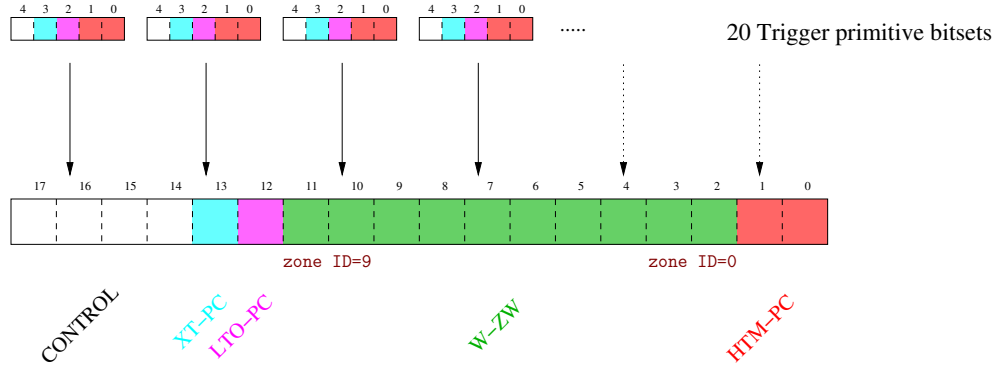 4 3 2 1 0 4 3 2 1 0 4 3 2 1 0 4 3 2 1 0
..... 20 Trigger primitive bitsets
17 16 15 14 13 12 11 10 9 8 7 6 5 4 3 2 1 0
zone ID=9 zone ID=0
CONTROL XT-PC LTO-PC W-ZW HTM-PC